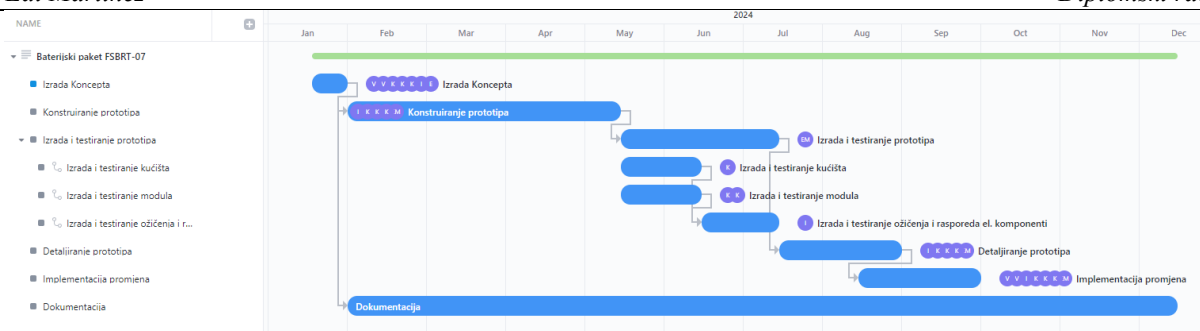 2024
NAME
Jan Feb Mar Apr May Jun Jul Aug Sep Oct Nov Dec
Baterijski paket FSBRT-07
Izrada Koncepta V V K K K I E Izrada Koncepta
Konstruiranje prototipa I K K K M Konstruiranje prototipa
Izrada i testiranje prototipa EM Izrada i testiranje prototipa
Izrada i testiranje kućišta K Izrada i testiranje kućišta
Izrada i testiranje modula K K Izrada i testiranje modula
Izrada i testiranje ožičenja i r... I Izrada i testiranje ožičenja i rasporeda el. komponenti
Detaljiranje prototipa I K K K M Detaljiranje prototipa
Implementacija promjena V V I K K K M Implementacija promjena
Dokumentacija Dokumentacija